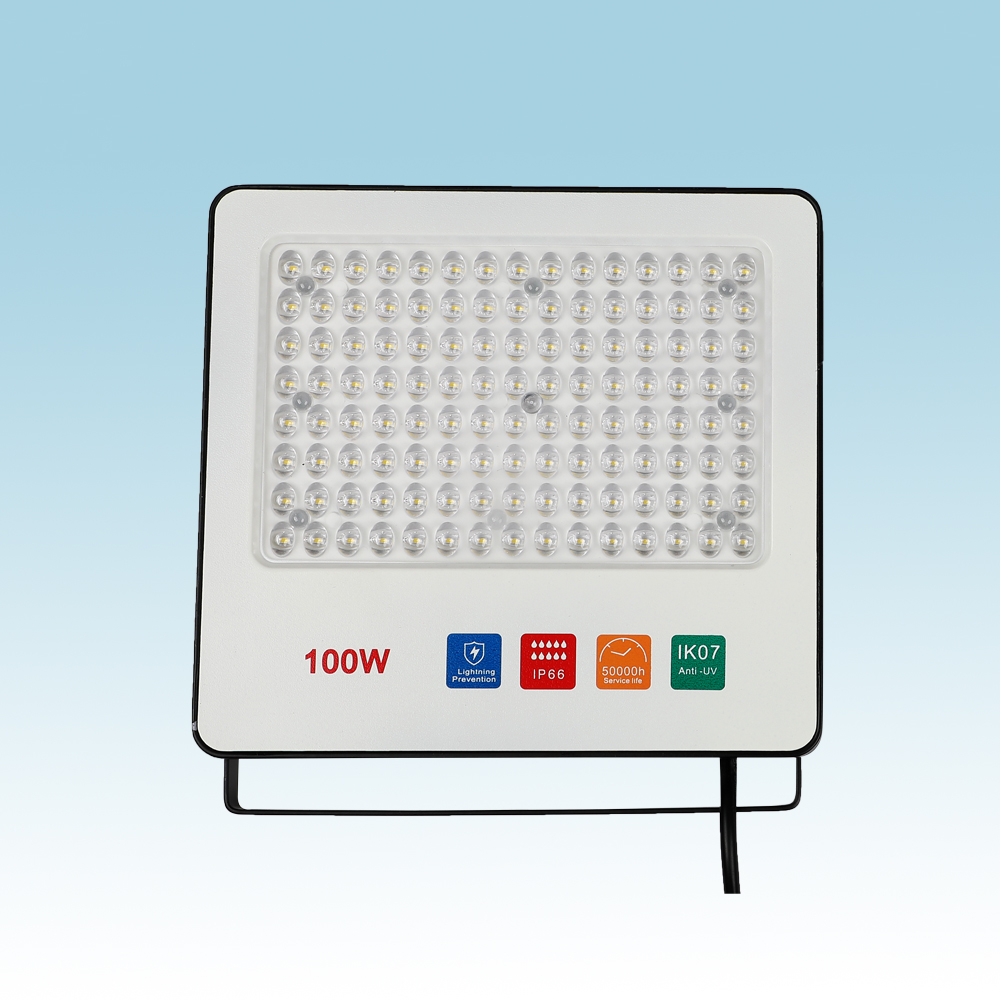 100W
Lightning
Prevention
IP66
50000h
Service life
IK07
Anti -UV